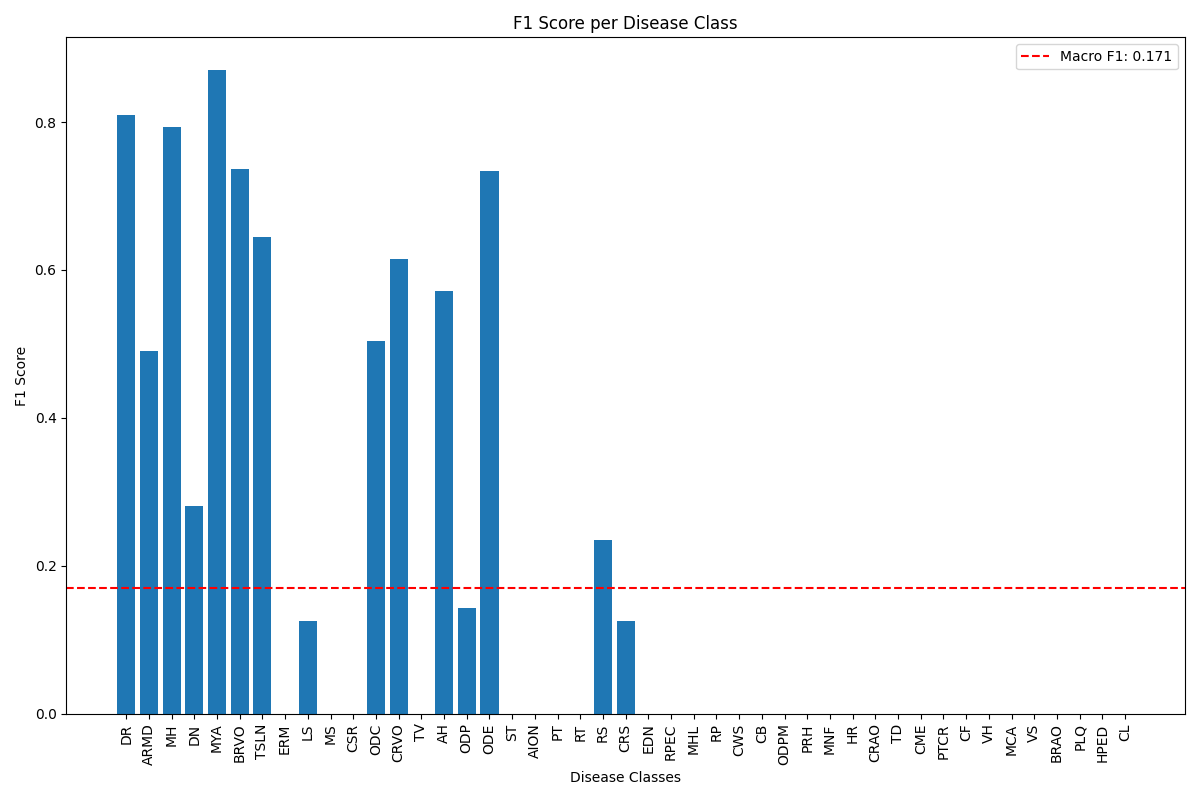 F1 Score per Disease Class
Macro F1: 0.171
F1 Score
0.8
0.6
0.4
0.2
0.0
DR
ARMD
MH
DN
MYA
BRVO
TSLN
ERM
LS
MS
CSR
ODC
CRVO
TV
AH
ODP
ODE
ST
AION
PT
RT
RS
CRS
EDN
RPEC
MHL
RP
CWS
CB
ODPM
PRH
MNF
HR
CRAO
TD
CME
PTCR
CF
VH
MCA
VS
BRAO
PLQ
HPED
CL
Disease Classes